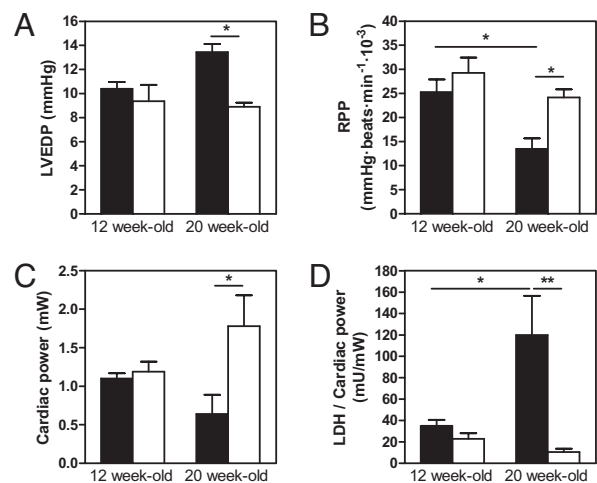 A
LVEDP (mmHg)
16
14
12
10
8
6
4
2
0
*
12 week-old 20 week-old
B
RPP
(mmHg·beats·min⁻¹·10⁻³)
40
35
30
25
20
15
10
5
0
*
*
12 week-old 20 week-old
C
Cardiac power (mW)
2.5
2.0
1.5
1.0
0.5
0.0
*
12 week-old 20 week-old
D
LDH / Cardiac power
(mU/mW)
180
160
140
120
100
80
60
40
20
0
*
**
12 week-old 20 week-old